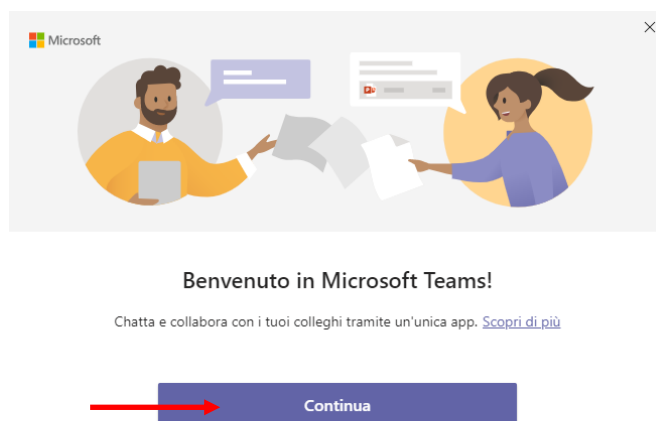 Microsoft
Benvenuto in Microsoft Teams!
Chatta e collabora con i tuoi colleghi tramite un'unica app. Scopri di più
Continua